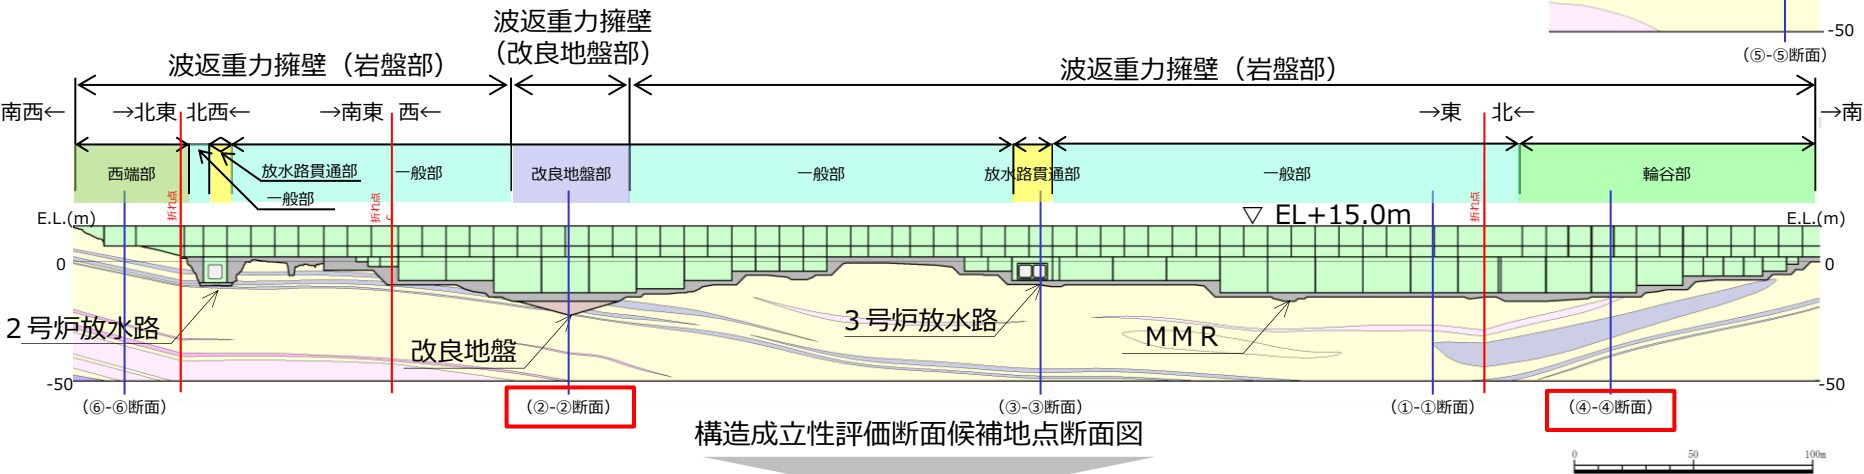 波返重力擁壁
（改良地盤部）
-50
（⑤-⑤断面）
波返重力擁壁（岩盤部）
波返重力擁壁（岩盤部）
南西←
→北東
北西←
→南東
西←
→東
北←
→南
西端部
放水路貫通部
一般部
一般部
改良地盤部
一般部
放水路貫通部
一般部
輪谷部
折れ点
折れ点
折れ点
E.L.(m)
▽ EL+15.0m
E.L.(m)
0
0
２号炉放水路
改良地盤
３号炉放水路
ＭＭＲ
-50
-50
（⑥-⑥断面）
（②-②断面）
（③-③断面）
（①-①断面）
（④-④断面）
構造成立性評価断面候補地点断面図
0
50
100m